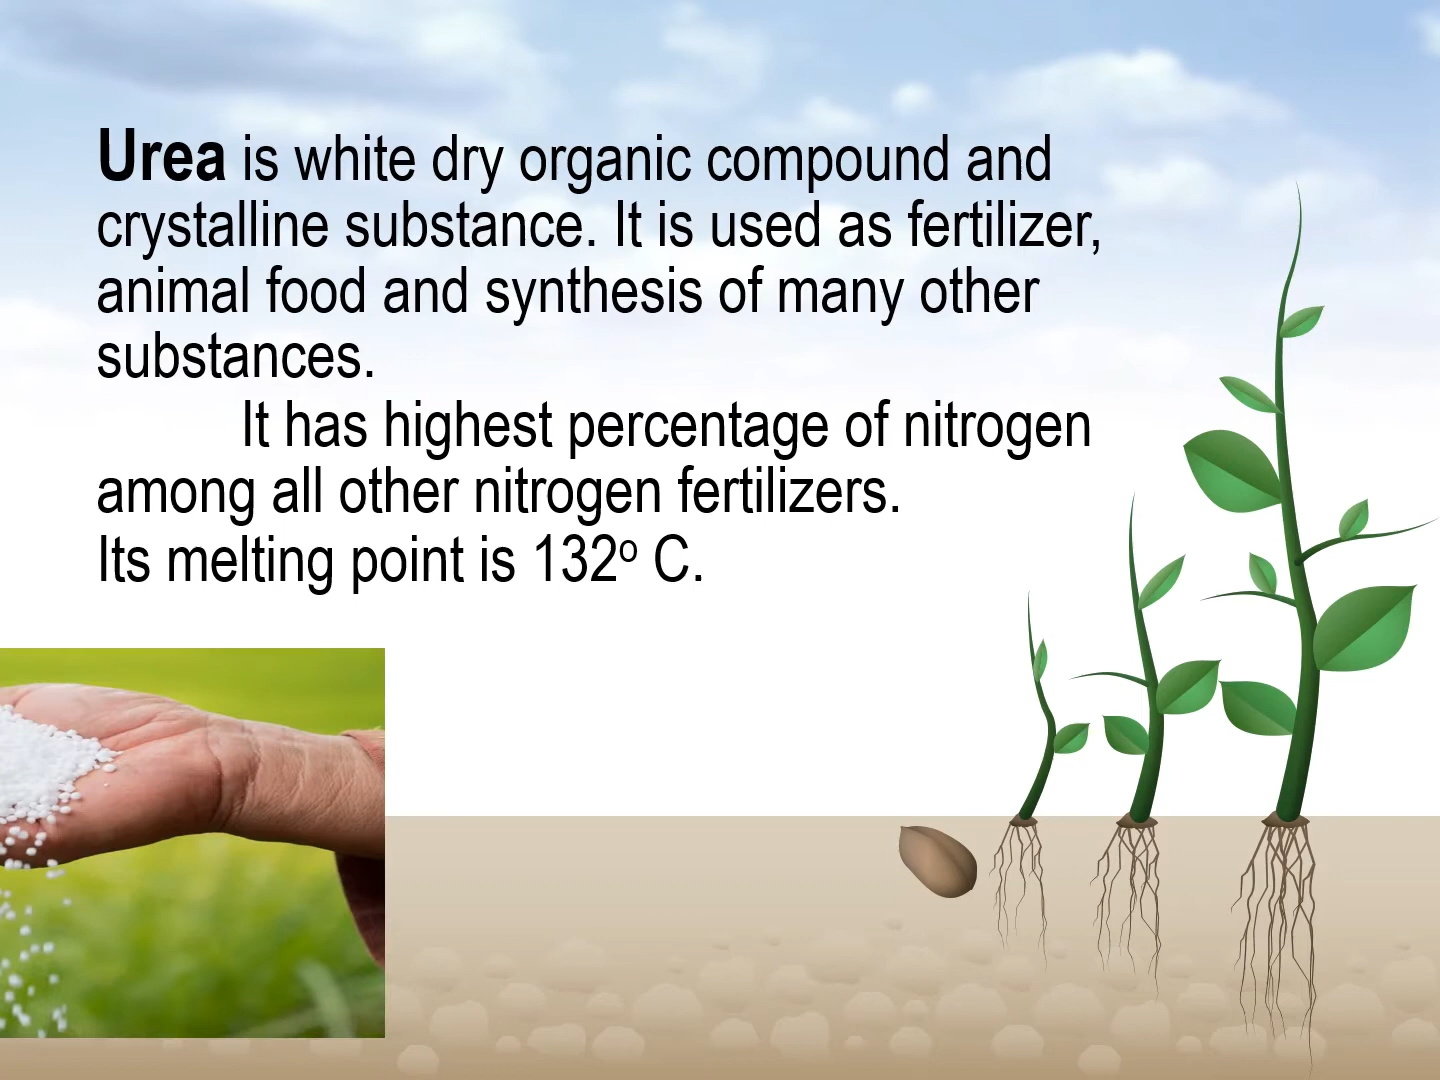 Urea is white dry organic compound and
crystalline substance. It is used as fertilizer,
animal food and synthesis of many other
substances.
It has highest percentage of nitrogen
among all other nitrogen fertilizers.
Its melting point is 132º C.